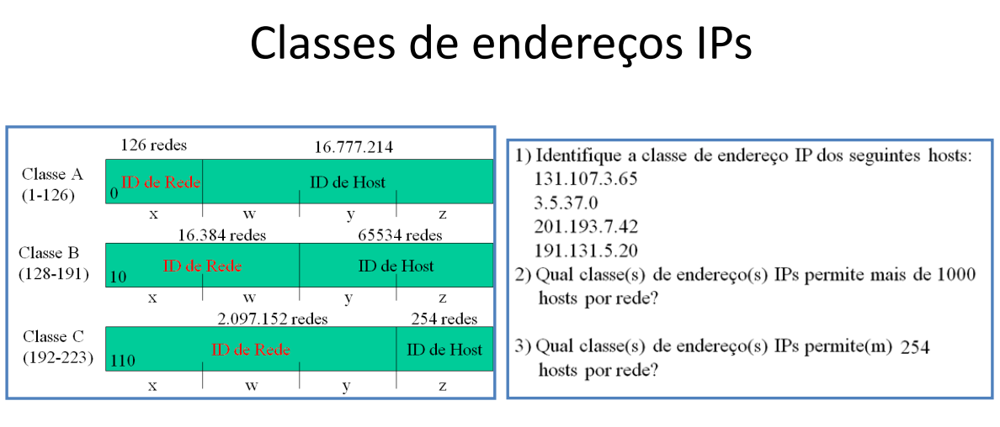 Classes de endereços IPs
126 redes 16.777.214
Classe A
(1-126)
0 ID de Rede ID de Host
x w y z
16.384 redes 65534 redes
Classe B
(128-191)
10 ID de Rede ID de Host
x w y z
2.097.152 redes 254 redes
Classe C
(192-223)
110 ID de Rede ID de Host
x w y z
1) Identifique a classe de endereço IP dos seguintes hosts:
131.107.3.65
3.5.37.0
201.193.7.42
191.131.5.20
2) Qual classe(s) de endereço(s) IPs permite mais de 1000
hosts por rede?
3) Qual classe(s) de endereço(s) IPs permite(m) 254
hosts por rede?